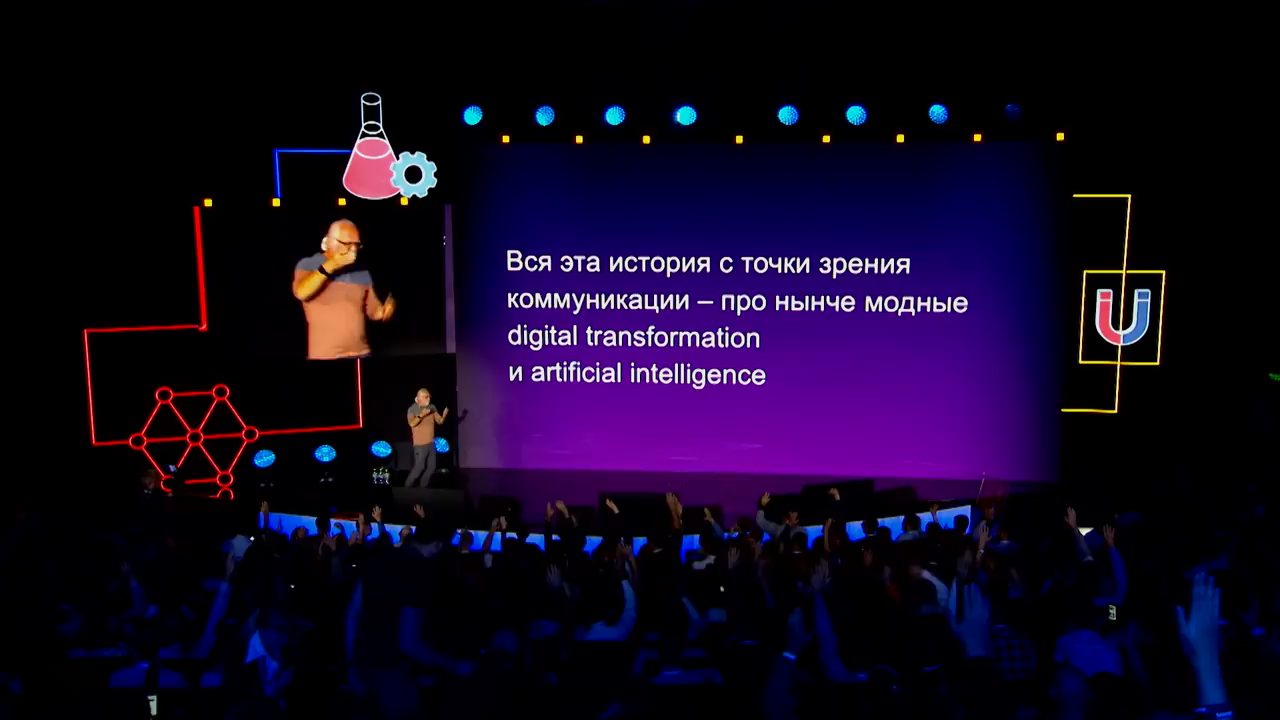 Вся эта история с точки зрения
коммуникации – про нынче модные
digital transformation
и artificial intelligence